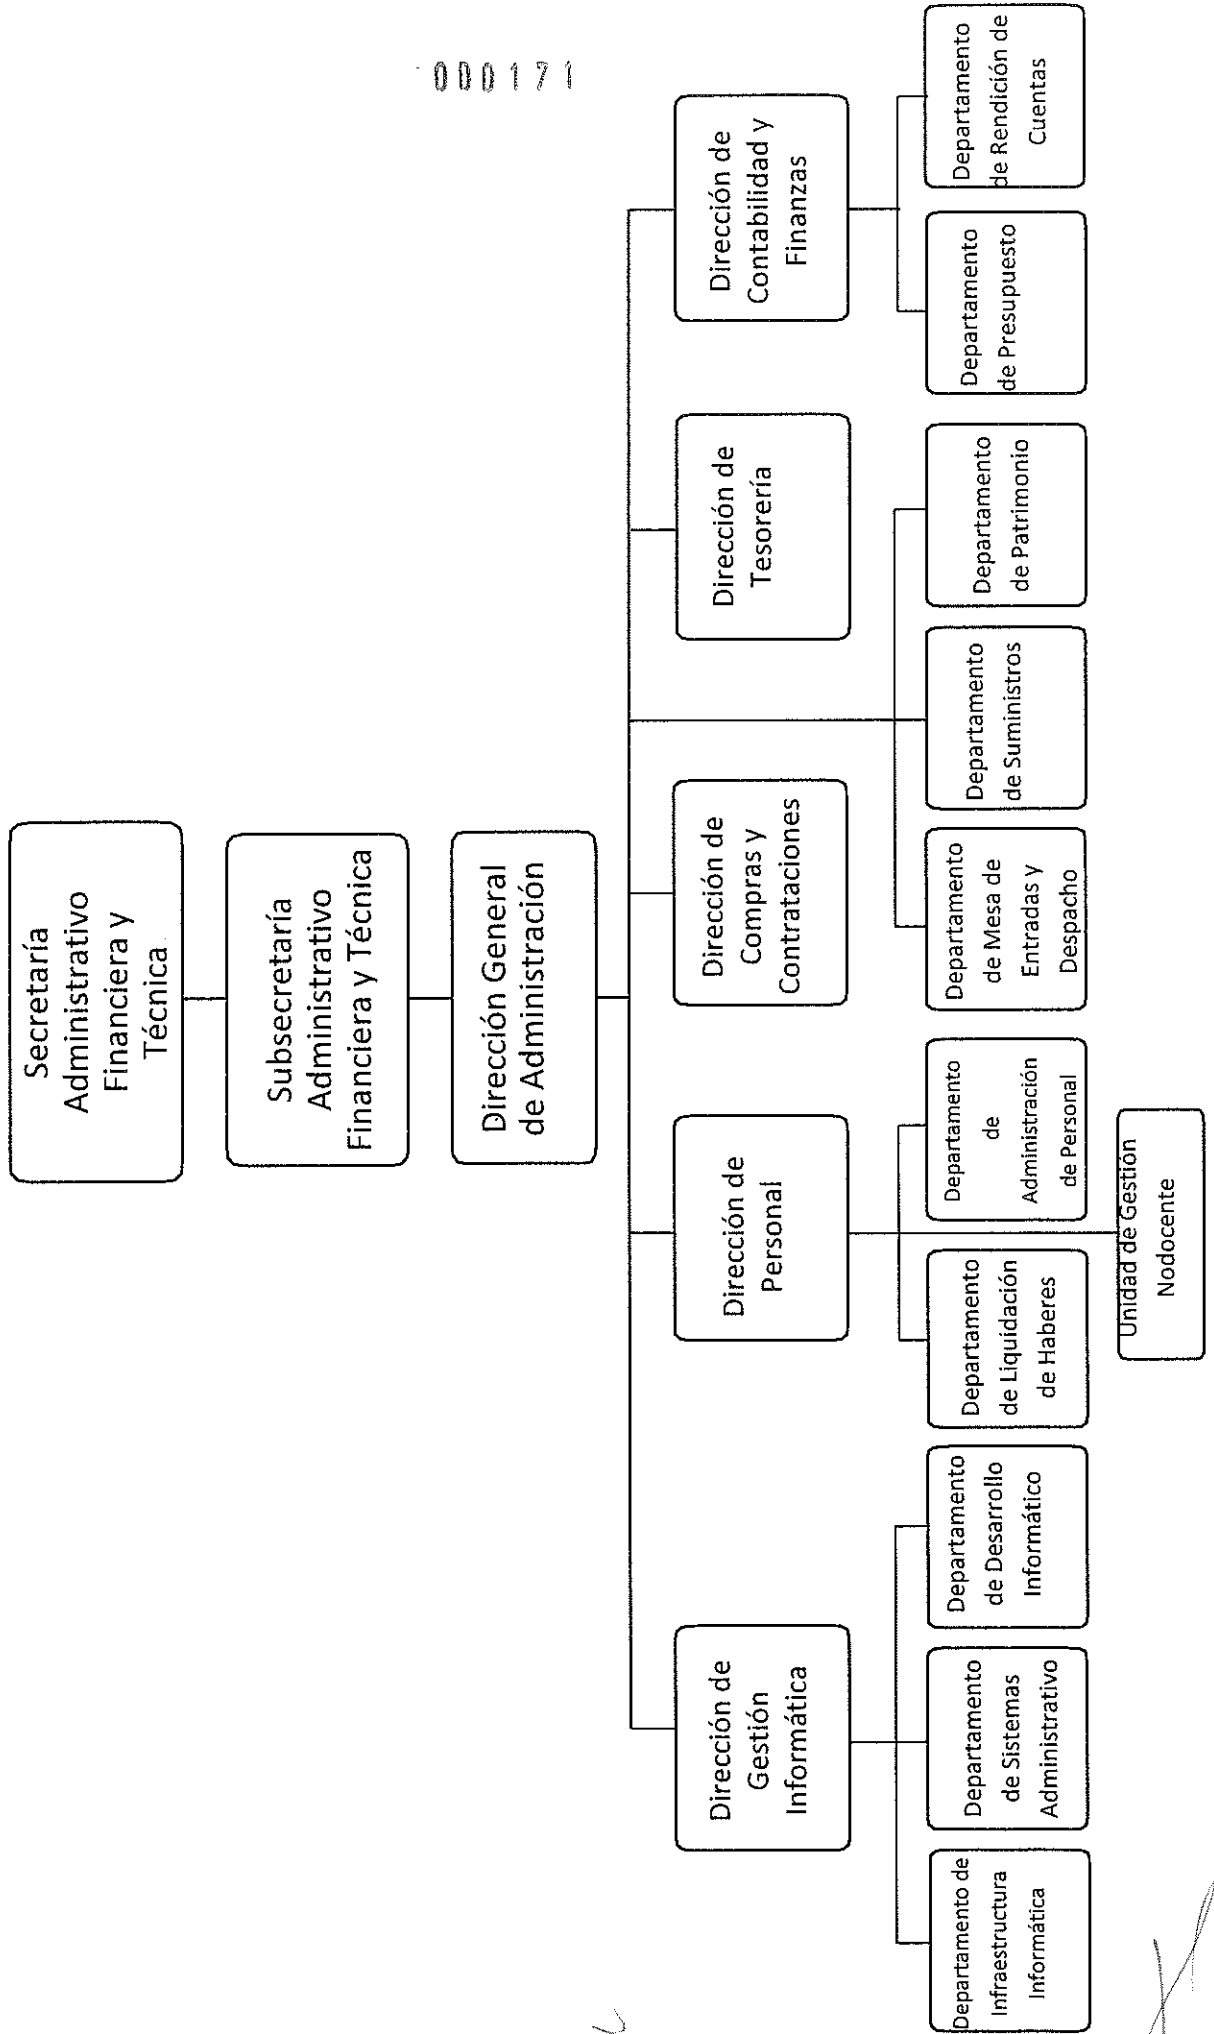 000171
Secretaría
Administrativo
Financiera y
Técnica
Subsecretaría
Administrativo
Financiera y Técnica
Dirección General
de Administración
Dirección de
Gestión
Informática
Dirección de
Personal
Dirección de
Compras y
Contrataciones
Dirección de
Tesorería
Dirección de
Contabilidad y
Finanzas
Departamento de
Infraestructura
Informática
Departamento
de Sistemas
Administrativo
Departamento
de Desarrollo
Informático
Departamento
de Liquidación
de Haberes
Departamento
de
Administración
de Personal
Departamento
de Mesa de
Entradas y
Despacho
Departamento
de Suministros
Departamento
de Patrimonio
Departamento
de Presupuesto
Departamento
de Rendición de
Cuentas
Unidad de Gestión
Nodocente